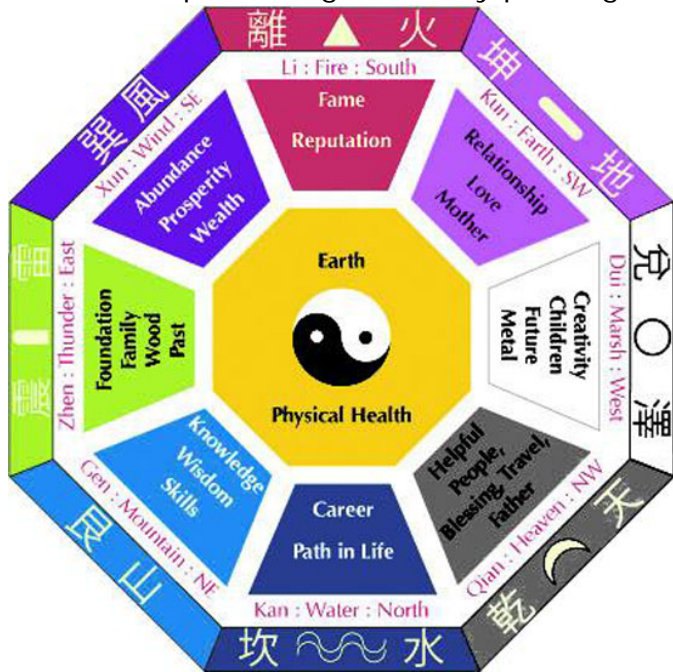 離 火
Li : Fire : South
Fame
Reputation
坤 地
Kun : Earth : SW
Relationship
Love
Mother
兌 澤
Dui : Marsh : West
Creativity
Children
Future
Metal
天 乾
Qian : Heaven : NW
Helpful
People,
Blessing, Travel,
Father
坎 水
Kan : Water : North
Career
Path in Life
艮 山
Gen : Mountain : NE
Knowledge
Wisdom
Skills
震 雷
Zhen : Thunder : East
Foundation
Family
Wood
Past
巽 風
Xun : Wind : SE
Abundance
Prosperity
Wealth
Earth
Physical Health